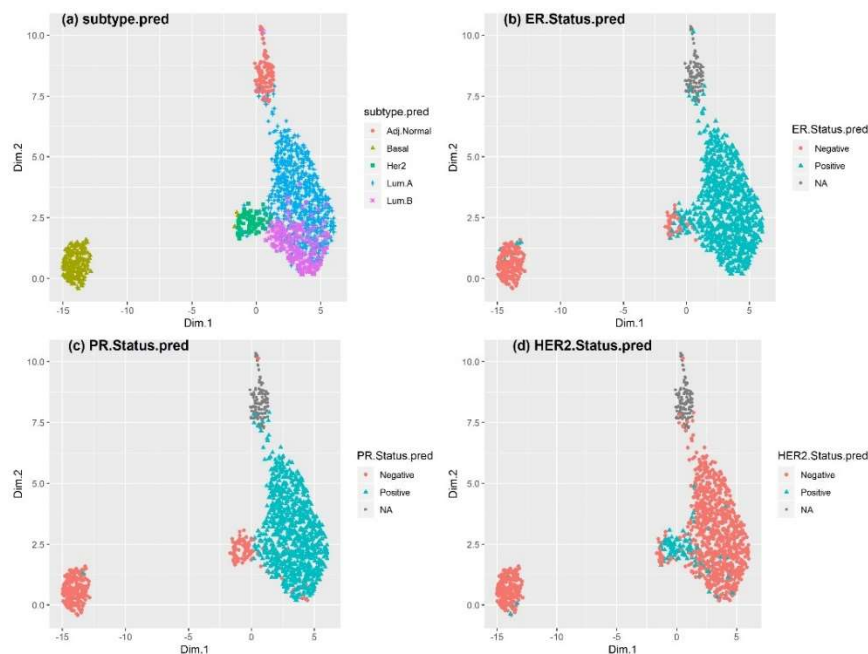 (a) subtype.pred
10.0
7.5
5.0
2.5
0.0
Dim.2
-15
-10
-5
0
5
Dim.1
subtype.pred
Adj.Normal
Basal
Her2
Lum.A
Lum.B
(b) ER.Status.pred
10.0
7.5
5.0
2.5
0.0
Dim.2
-15
-10
-5
0
5
Dim.1
ER.Status.pred
Negative
Positive
NA
(c) PR.Status.pred
10.0
7.5
5.0
2.5
0.0
Dim.2
-15
-10
-5
0
5
Dim.1
PR.Status.pred
Negative
Positive
NA
(d) HER2.Status.pred
10.0
7.5
5.0
2.5
0.0
Dim.2
-15
-10
-5
0
5
Dim.1
HER2.Status.pred
Negative
Positive
NA